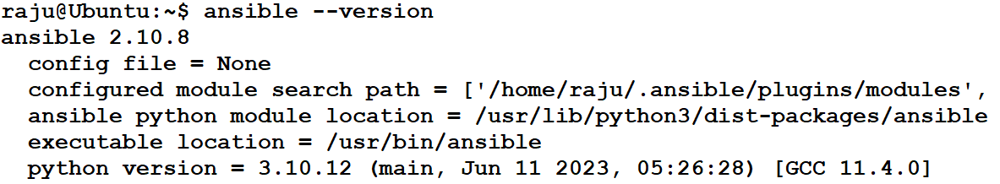 raju@Ubuntu:~$ ansible --version
ansible 2.10.8
  config file = None
  configured module search path = ['/home/raju/.ansible/plugins/modules',
  ansible python module location = /usr/lib/python3/dist-packages/ansible
  executable location = /usr/bin/ansible
  python version = 3.10.12 (main, Jun 11 2023, 05:26:28) [GCC 11.4.0]